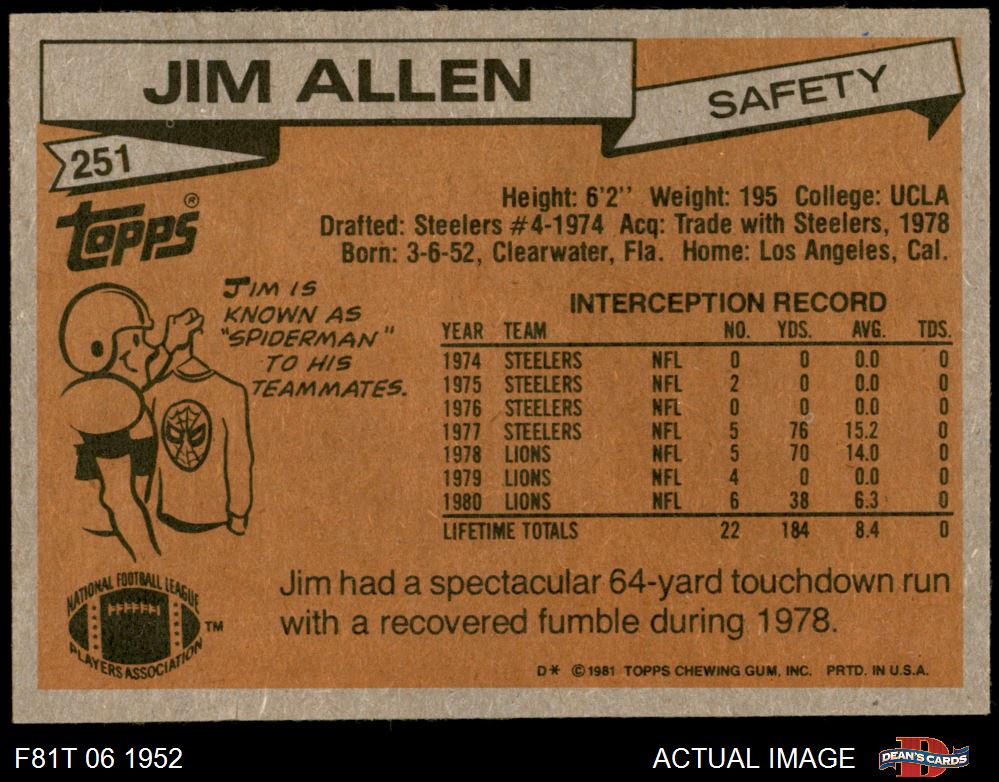 JIM ALLEN
SAFETY
251
Topps®
Height: 6'2'' Weight: 195 College: UCLA
Drafted: Steelers #4-1974 Acq: Trade with Steelers, 1978
Born: 3-6-52, Clearwater, Fla. Home: Los Angeles, Cal.
JIM IS
KNOWN AS
"SPIDERMAN"
TO HIS
TEAMMATES.
INTERCEPTION RECORD
YEAR TEAM NO. YDS. AVG. TDS.
1974 STEELERS NFL 0 0 0.0 0
1975 STEELERS NFL 2 0 0.0 0
1976 STEELERS NFL 0 0 0.0 0
1977 STEELERS NFL 5 76 15.2 0
1978 LIONS NFL 5 70 14.0 0
1979 LIONS NFL 4 0 0.0 0
1980 LIONS NFL 6 38 6.3 0
LIFETIME TOTALS 22 184 8.4 0
NATIONAL FOOTBALL LEAGUE
PLAYERS ASSOCIATION
TM
Jim had a spectacular 64-yard touchdown run
with a recovered fumble during 1978.
D* © 1981 TOPPS CHEWING GUM, INC. PRTD. IN U.S.A.
F81T 06 1952
ACTUAL IMAGE
DEAN'S CARDS